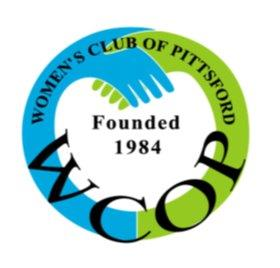 WOMEN'S CLUB OF PITTSFORD
Founded
1984
WCOP